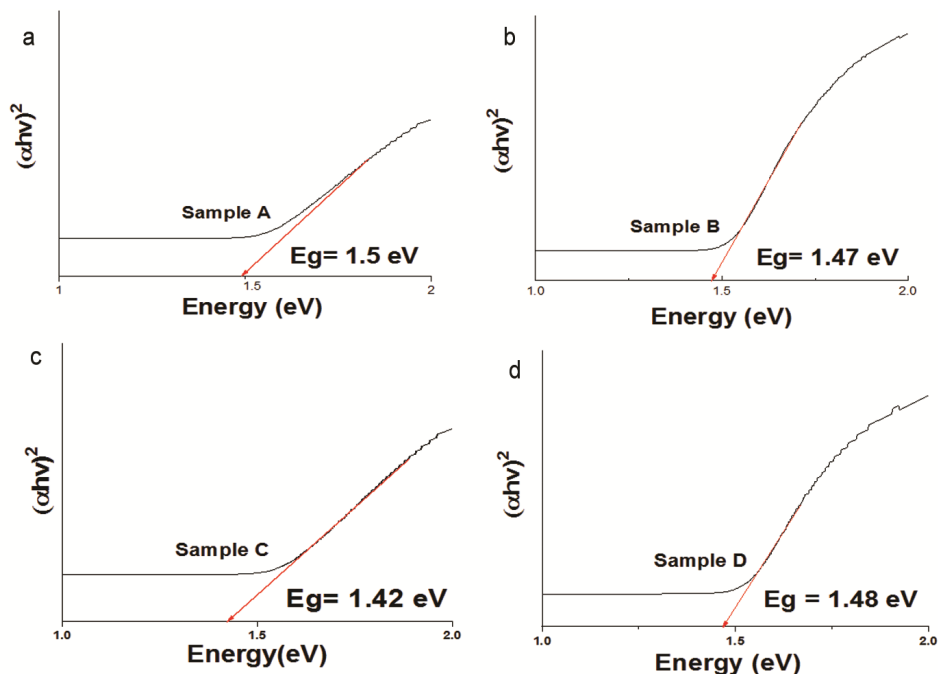 a
(αhv)²
Sample A
Eg= 1.5 eV
1
1.5
2
Energy (eV)
b
(αhv)²
Sample B
Eg= 1.47 eV
1.0
1.5
2.0
Energy (eV)
c
(αhv)²
Sample C
Eg= 1.42 eV
1.0
1.5
2.0
Energy(eV)
d
(αhv)²
Sample D
Eg = 1.48 eV
1.0
1.5
2.0
Energy (eV)